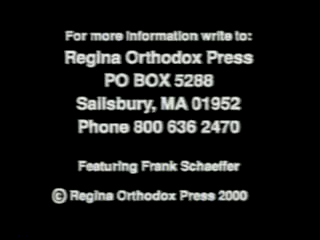 For more information write to:
Regina Orthodox Press
PO BOX 5288
Sailsbury, MA 01952
Phone 800 636 2470
Featuring Frank Schaeffer
© Regina Orthodox Press 2000